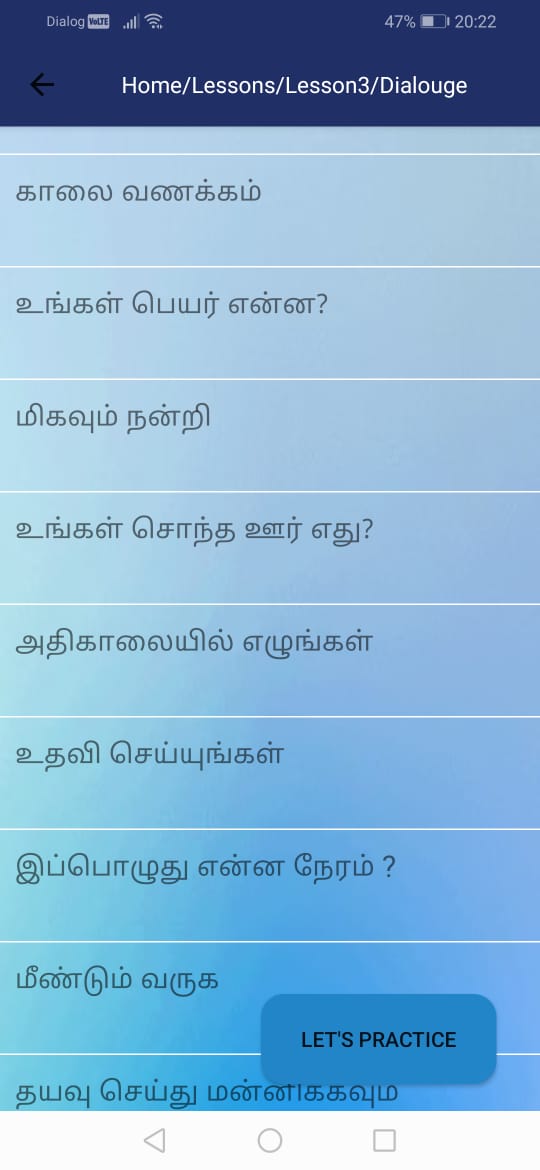 Dialog VoLTE 47% 20:22
Home/Lessons/Lesson3/Dialouge
காலை வணக்கம்
உங்கள் பெயர் என்ன?
மிகவும் நன்றி
உங்கள் சொந்த ஊர் எது?
அதிகாலையில் எழுங்கள்
உதவி செய்யுங்கள்
இப்பொழுது என்ன நேரம் ?
மீண்டும் வருக
LET'S PRACTICE
தயவு செய்து மன்னிக்கவும்